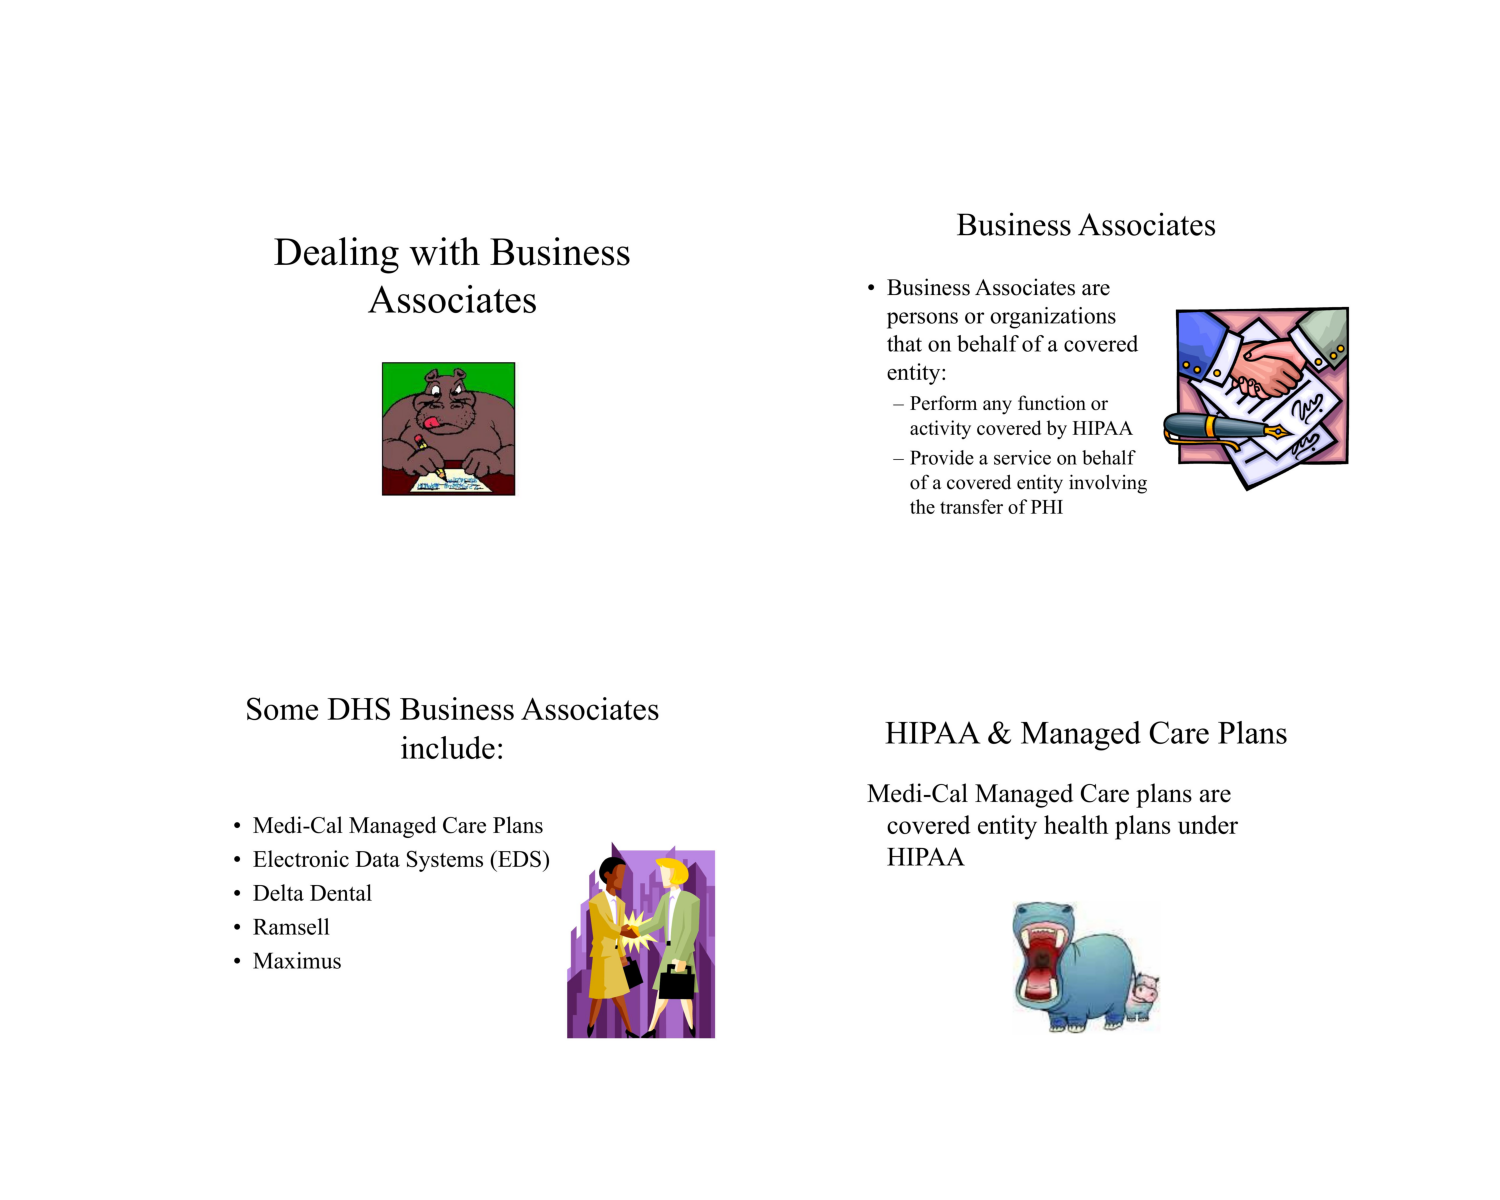 Dealing with Business
Associates
Business Associates
• Business Associates are
persons or organizations
that on behalf of a covered
entity:
– Perform any function or
activity covered by HIPAA
– Provide a service on behalf
of a covered entity involving
the transfer of PHI
Some DHS Business Associates
include:
• Medi-Cal Managed Care Plans
• Electronic Data Systems (EDS)
• Delta Dental
• Ramsell
• Maximus
HIPAA & Managed Care Plans
Medi-Cal Managed Care plans are
covered entity health plans under
HIPAA